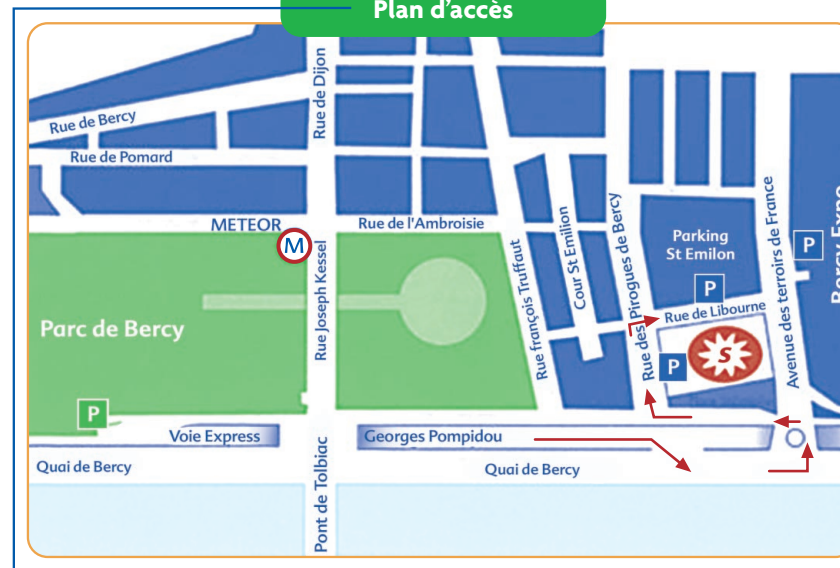 Plan d'accès
Rue de Bercy
Rue de Dijon
Rue de Pomard
METEOR
M
Rue de l'Ambroisie
Parking
St Emilon
P
P
Rue de Libourne
S
P
Parc de Bercy
Rue Joseph Kessel
Rue françois Truffaut
Cour St Emilion
Rue des Pirogues de Bercy
Avenue des terroirs de France
Bercy Expo
P
Voie Express
Georges Pompidou
Quai de Bercy
Pont de Tolbiac
Quai de Bercy